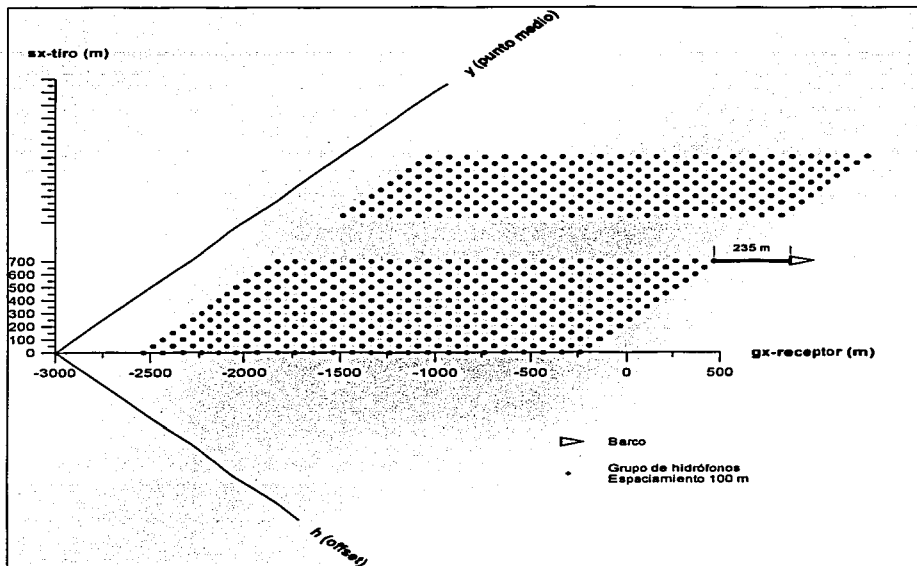 sx-tiro (m)
y (punto medio)
235 m
700
600
500
400
300
200
100
0
-3000
-2500
-2000
-1500
-1000
-500
0
500
gx-receptor (m)
Barco
Grupo de hidrófonos
Espaciamiento 100 m
h (offset)